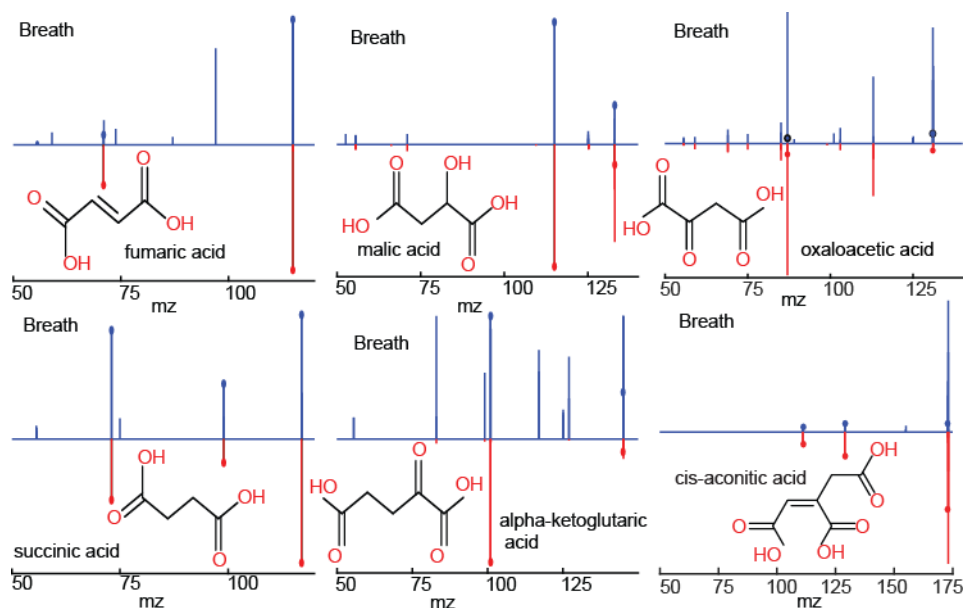 Breath
Breath
Breath
O
O
OH
OH
fumaric acid
O
OH
HO
OH
O
malic acid
O
OH
HO
O
O
oxaloacetic acid
50 75 100
mz
50 75 100 125
mz
50 75 100 125
mz
Breath
Breath
Breath
OH
O
OH
O
succinic acid
O
HO
OH
O
O
alpha-ketoglutaric
acid
cis-aconitic acid
OH
O
O
O
HO
OH
50 75 100
mz
50 75 100 125
mz
50 75 100 125 150 175
mz